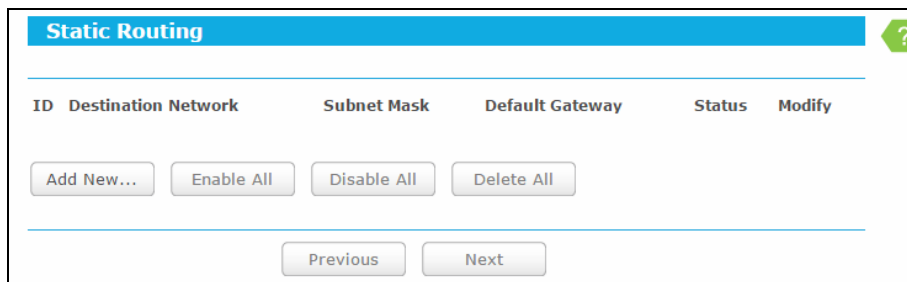 Static Routing
?
ID Destination Network Subnet Mask Default Gateway Status Modify
Add New... Enable All Disable All Delete All
Previous Next